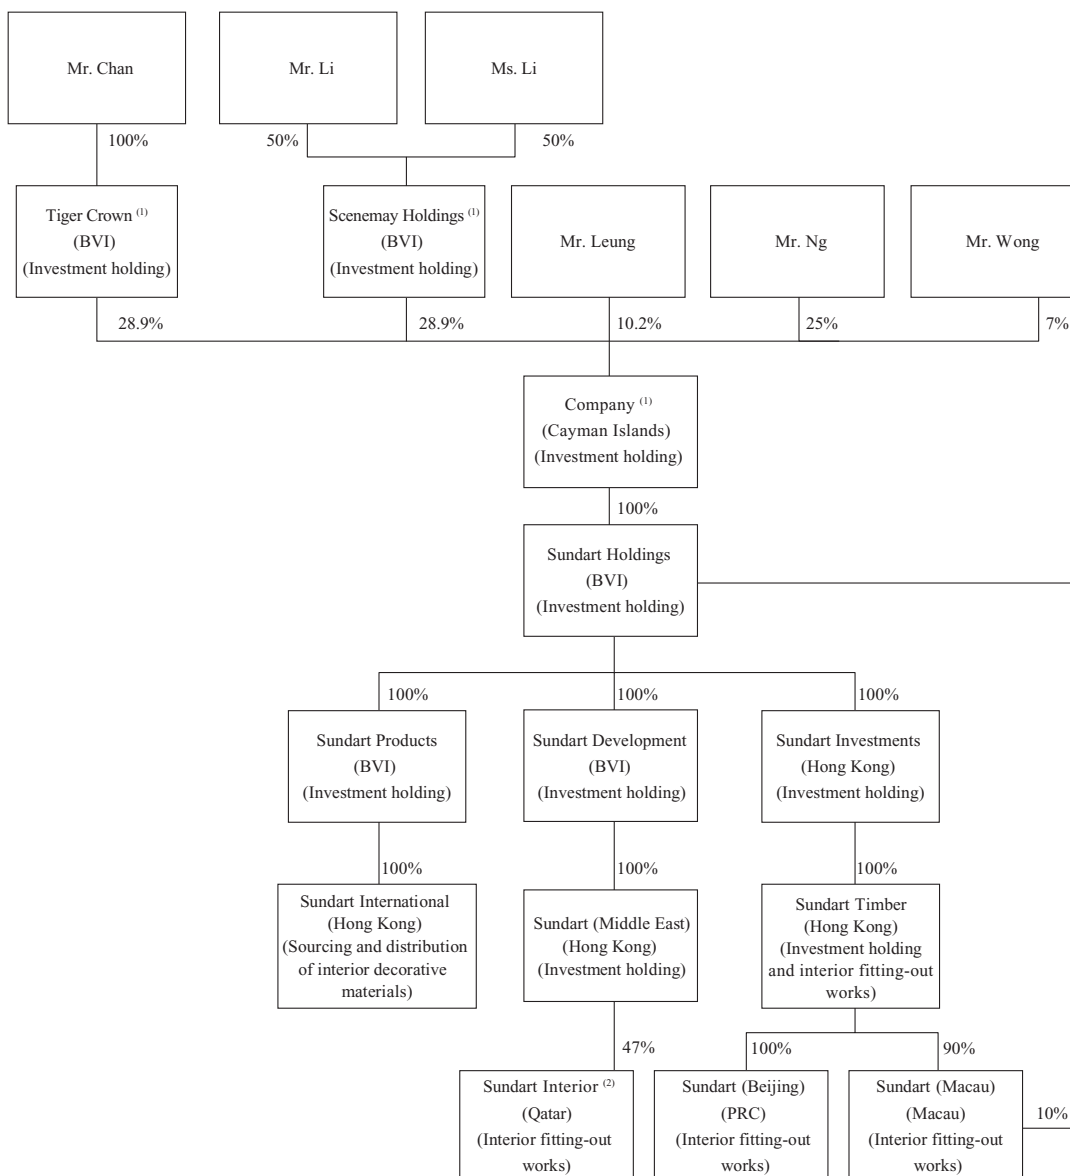 Mr. Chan
Mr. Li
Ms. Li
100%
50%
50%
Tiger Crown (1)
(BVI)
(Investment holding)
Scenemay Holdings (1)
(BVI)
(Investment holding)
Mr. Leung
Mr. Ng
Mr. Wong
28.9%
28.9%
10.2%
25%
7%
Company (1)
(Cayman Islands)
(Investment holding)
100%
Sundart Holdings
(BVI)
(Investment holding)
100%
100%
100%
Sundart Products
(BVI)
(Investment holding)
Sundart Development
(BVI)
(Investment holding)
Sundart Investments
(Hong Kong)
(Investment holding)
100%
100%
100%
Sundart International
(Hong Kong)
(Sourcing and distribution
of interior decorative
materials)
Sundart (Middle East)
(Hong Kong)
(Investment holding)
Sundart Timber
(Hong Kong)
(Investment holding
and interior fitting-out
works)
47%
100%
90%
Sundart Interior (2)
(Qatar)
(Interior fitting-out
works)
Sundart (Beijing)
(PRC)
(Interior fitting-out
works)
Sundart (Macau)
(Macau)
(Interior fitting-out
works)
10%